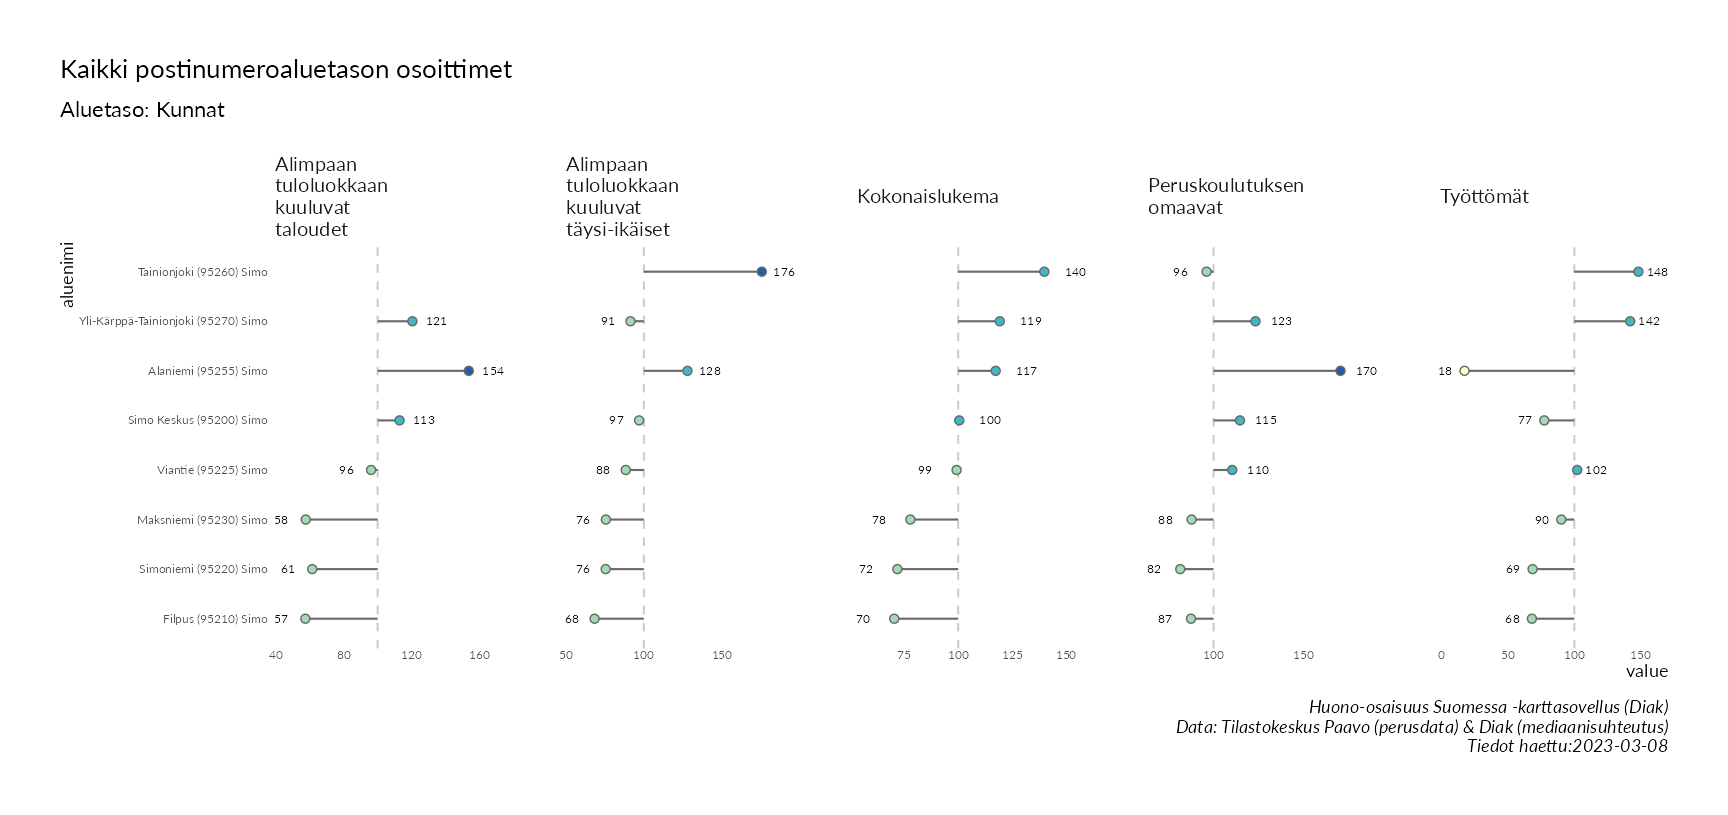 Kaikki postinumeroaluetason osoittimet
Aluetaso: Kunnat
Alimpaan
tuloluokkaan
kuuluvat
taloudet
Alimpaan
tuloluokkaan
kuuluvat
täysi-ikäiset
Kokonaislukema
Peruskoulutuksen
omaavat
Työttömät
aluenimi
Tainionjoki (95260) Simo 176 140 96 148
Yli-Kärppä-Tainionjoki (95270) Simo 121 91 119 123 142
Alaniemi (95255) Simo 154 128 117 170 18
Simo Keskus (95200) Simo 113 97 100 115 77
Viantie (95225) Simo 96 88 99 110 102
Maksniemi (95230) Simo 58 76 78 88 90
Simoniemi (95220) Simo 61 76 72 82 69
Filpus (95210) Simo 57 68 70 87 68
40 80 120 160 50 100 150 75 100 125 150 100 150 0 50 100 150
value
Huono-osaisuus Suomessa -karttasovellus (Diak)
Data: Tilastokeskus Paavo (perusdata) & Diak (mediaanisuhteutus)
Tiedot haettu:2023-03-08